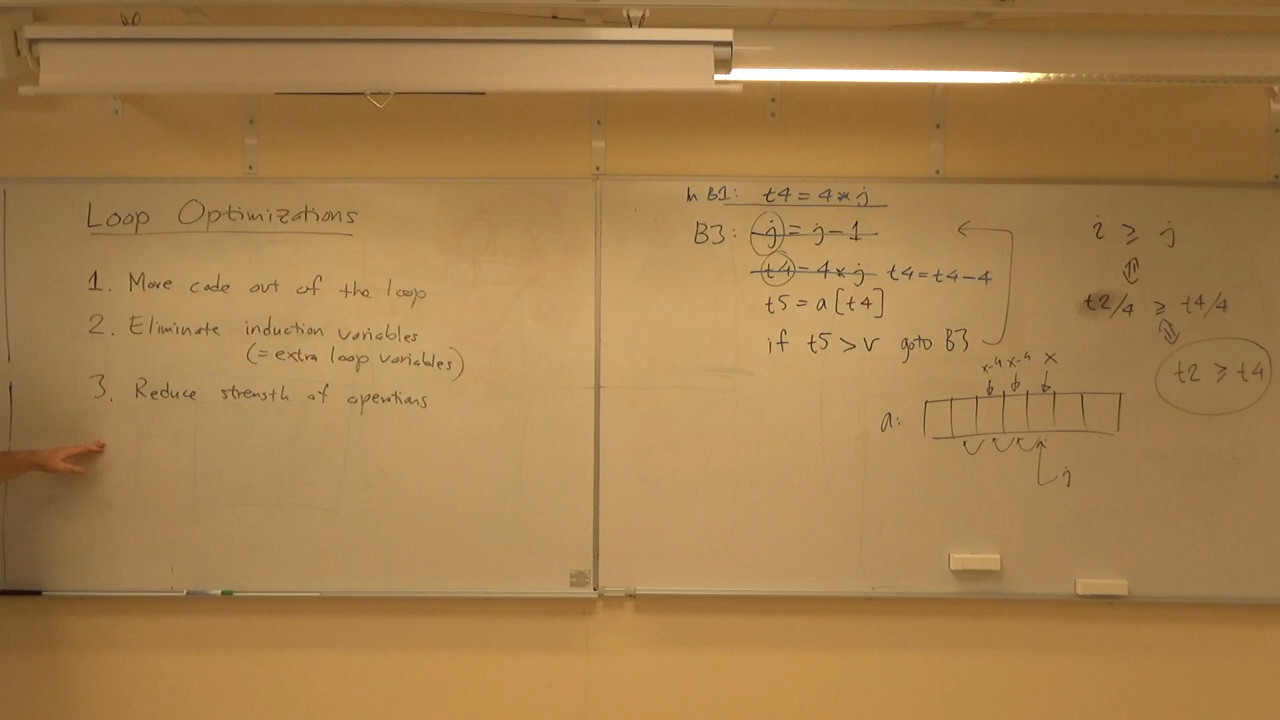 Loop Optimizations
1. Move code out of the loop
2. Eliminate induction variables
(= extra loop variables)
3. Reduce strength of operations
In B1: t4 = 4 * j
B3: j = j - 1
t4 = 4 * j t4 = t4 - 4
t5 = a [t4]
if t5 > v goto B3
x-4 x-4 x
a:
j
i ≥ j
⇕
t2/4 ≥ t4/4
⇕
t2 ≥ t4